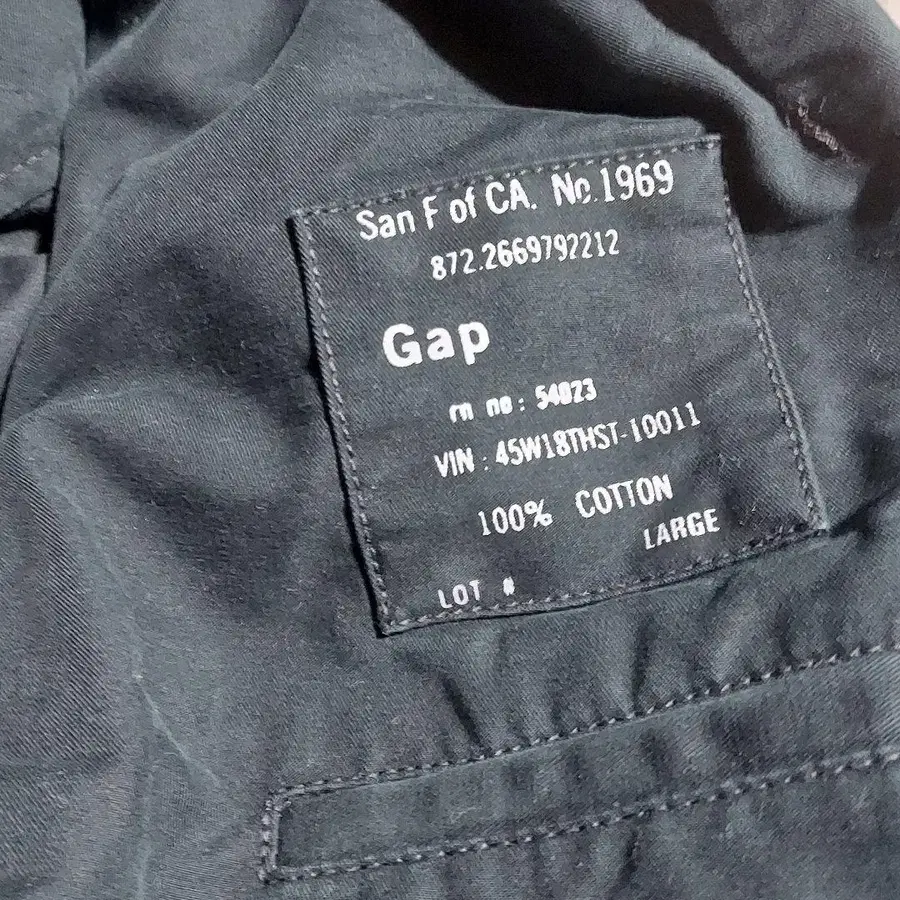 San F of CA. No.1969
872.2669792212
Gap
rn no : 54023
VIN : 45W18THST-10011
100% COTTON
LARGE
LOT #